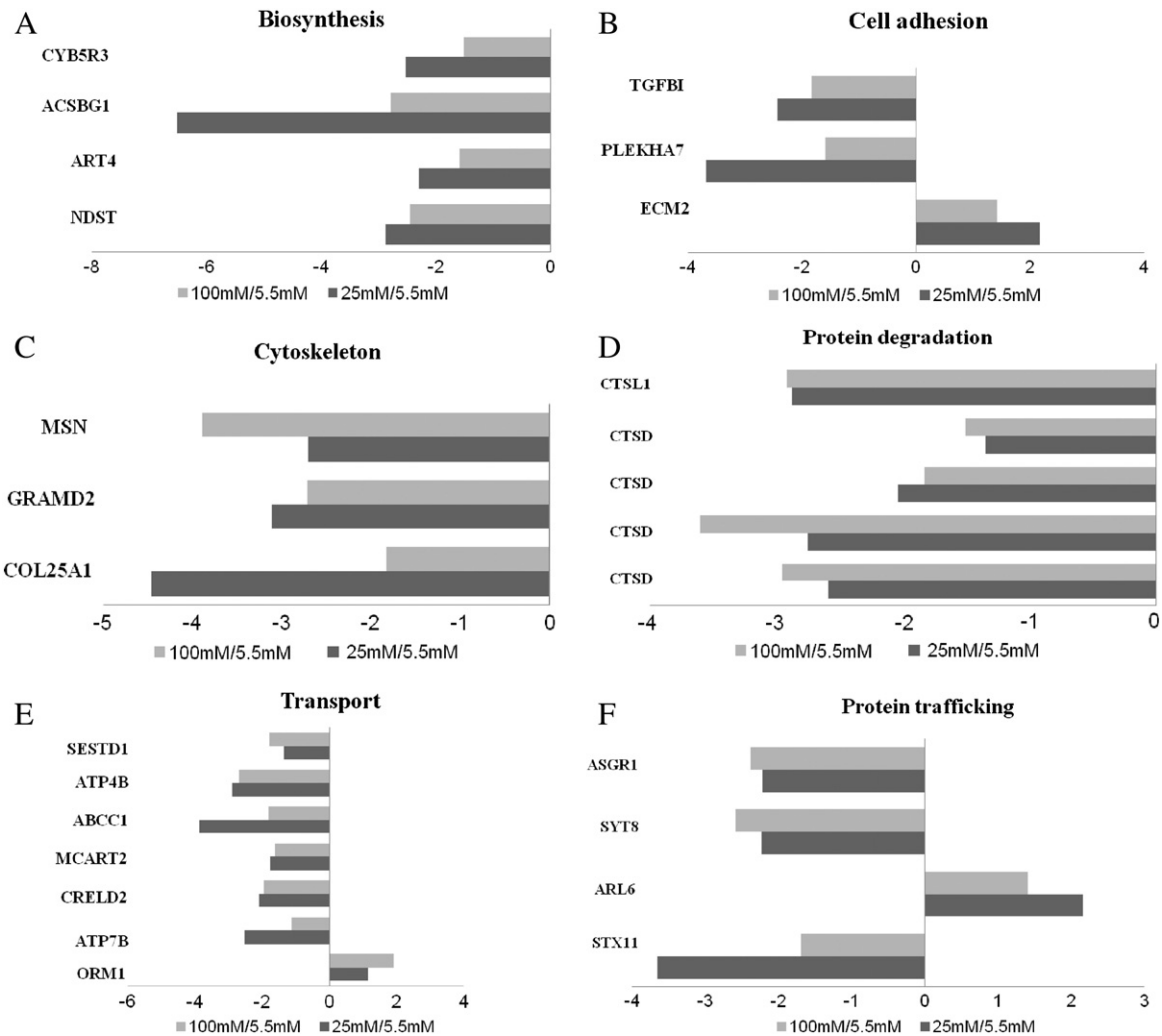 A
Biosynthesis
CYB5R3
ACSBG1
ART4
NDST
-8 -6 -4 -2 0
100mM/5.5mM 25mM/5.5mM
B
Cell adhesion
TGFBI
PLEKHA7
ECM2
-4 -2 0 2 4
100mM/5.5mM 25mM/5.5mM
C
Cytoskeleton
MSN
GRAMD2
COL25A1
-5 -4 -3 -2 -1 0
100mM/5.5mM 25mM/5.5mM
D
Protein degradation
CTSL1
CTSD
CTSD
CTSD
CTSD
-4 -3 -2 -1 0
100mM/5.5mM 25mM/5.5mM
E
Transport
SESTD1
ATP4B
ABCC1
MCART2
CRELD2
ATP7B
ORM1
-6 -4 -2 0 2 4
100mM/5.5mM 25mM/5.5mM
F
Protein trafficking
ASGR1
SYT8
ARL6
STX11
-4 -3 -2 -1 0 1 2 3
100mM/5.5mM 25mM/5.5mM